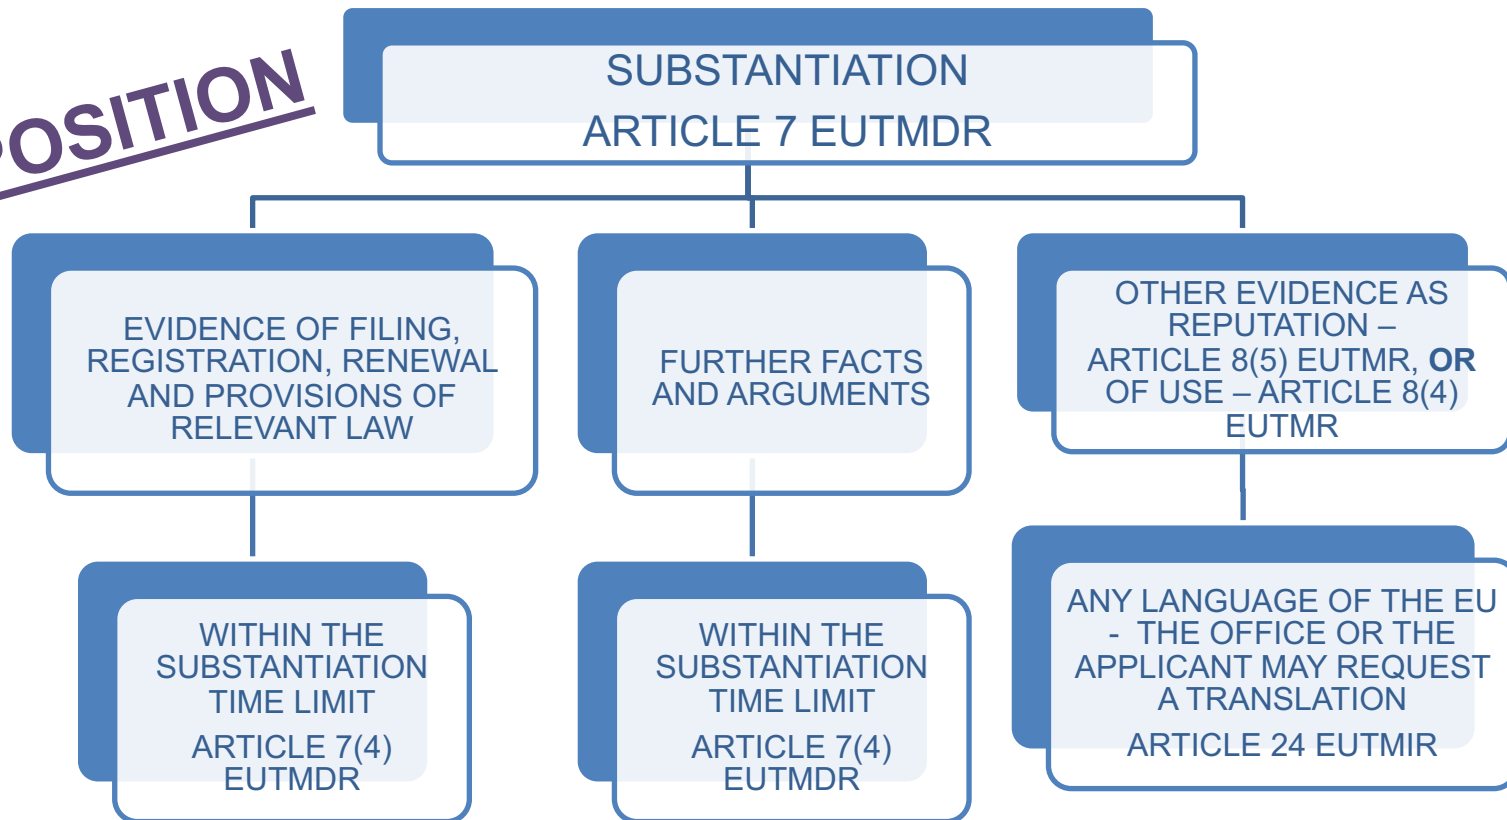 POSITION
SUBSTANTIATION
ARTICLE 7 EUTMDR
EVIDENCE OF FILING,
REGISTRATION, RENEWAL
AND PROVISIONS OF
RELEVANT LAW
FURTHER FACTS
AND ARGUMENTS
OTHER EVIDENCE AS
REPUTATION –
ARTICLE 8(5) EUTMR, OR
OF USE – ARTICLE 8(4)
EUTMR
WITHIN THE
SUBSTANTIATION
TIME LIMIT
ARTICLE 7(4)
EUTMDR
WITHIN THE
SUBSTANTIATION
TIME LIMIT
ARTICLE 7(4)
EUTMDR
ANY LANGUAGE OF THE EU
- THE OFFICE OR THE
APPLICANT MAY REQUEST
A TRANSLATION
ARTICLE 24 EUTMIR